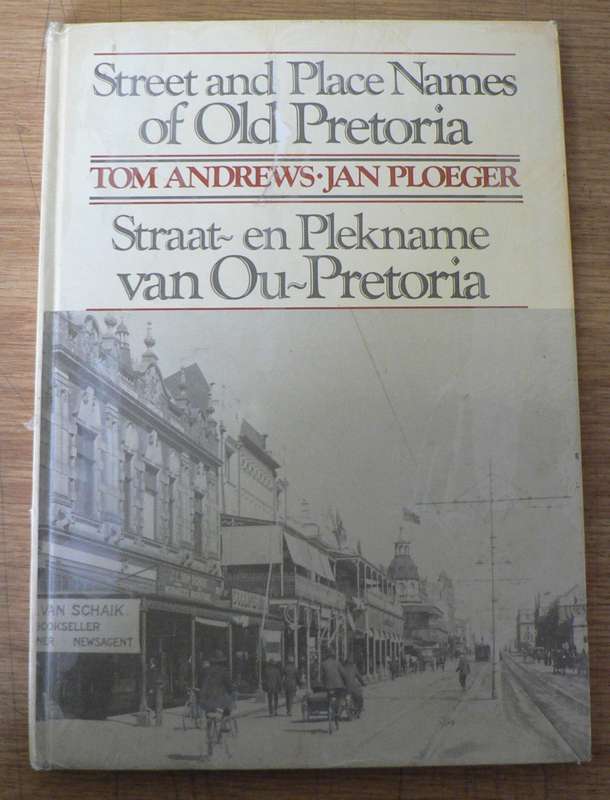 Street and Place Names
of Old Pretoria
TOM ANDREWS·JAN PLOEGER
Straat~ en Plekname
van Ou~Pretoria
VAN SCHAIK
BOOKSELLER
NER NEWSAGENT